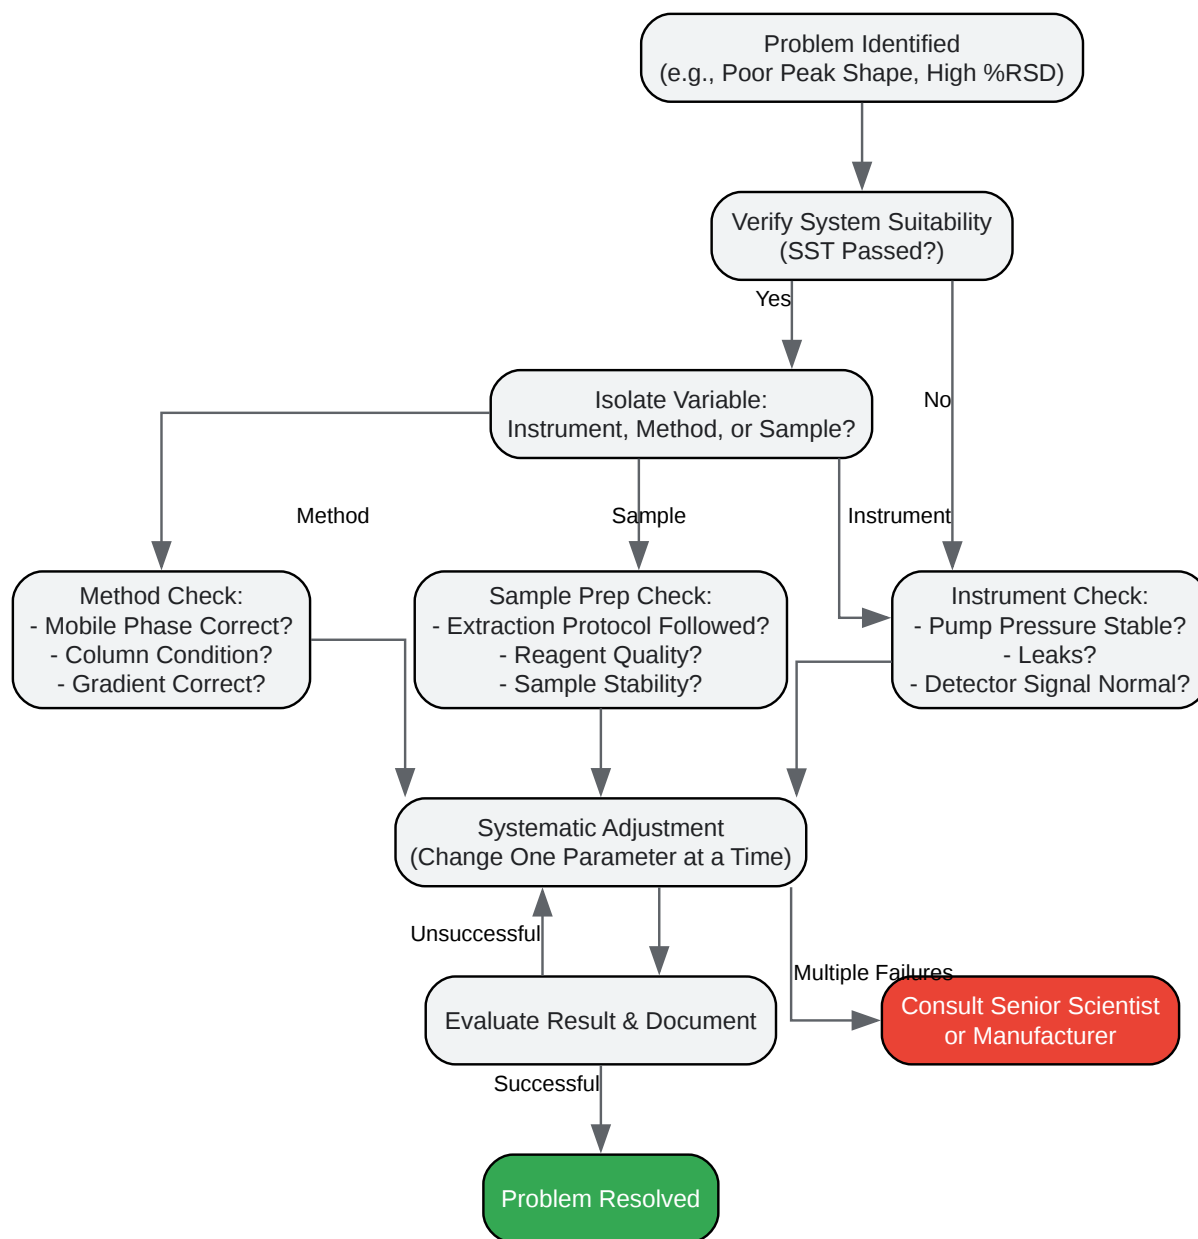 Problem Identified
(e.g., Poor Peak Shape, High %RSD)
Verify System Suitability
(SST Passed?)
Yes
No
Isolate Variable:
Instrument, Method, or Sample?
Method
Sample
Instrument
Method Check:
- Mobile Phase Correct?
- Column Condition?
- Gradient Correct?
Sample Prep Check:
- Extraction Protocol Followed?
- Reagent Quality?
- Sample Stability?
Instrument Check:
- Pump Pressure Stable?
- Leaks?
- Detector Signal Normal?
Systematic Adjustment
(Change One Parameter at a Time)
Unsuccessful
Multiple Failures
Evaluate Result & Document
Consult Senior Scientist
or Manufacturer
Successful
Problem Resolved